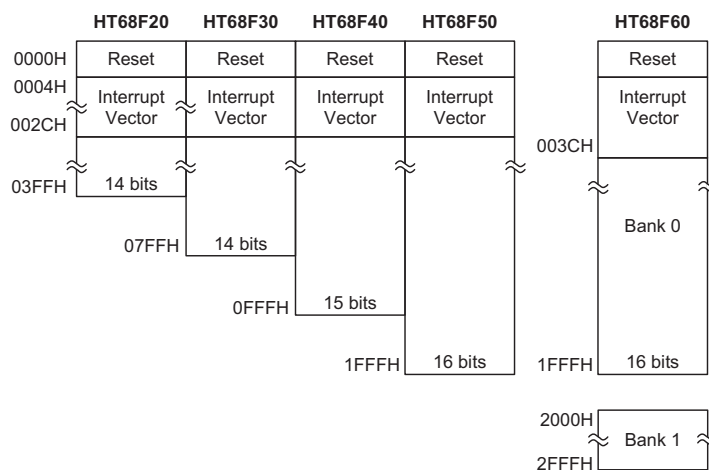 HT68F20 HT68F30 HT68F40 HT68F50 HT68F60
0000H Reset Reset Reset Reset Reset
0004H
Interrupt Interrupt Interrupt Interrupt Interrupt
Vector Vector Vector Vector Vector
002CH
003CH
03FFH 14 bits
Bank 0
07FFH 14 bits
0FFFH 15 bits
1FFFH 16 bits 1FFFH 16 bits
2000H
Bank 1
2FFFH